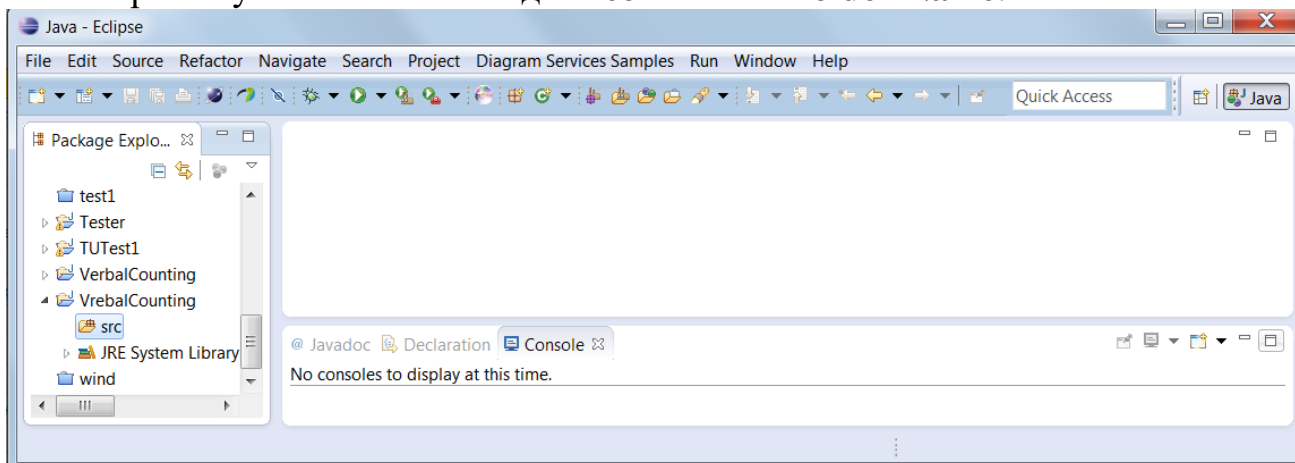 Java - Eclipse
File Edit Source Refactor Navigate Search Project Diagram Services Samples Run Window Help
Quick Access
Java
Package Explo...
test1
Tester
TUTest1
VerbalCounting
VrebalCounting
src
JRE System Library
wind
@ Javadoc Declaration Console
No consoles to display at this time.